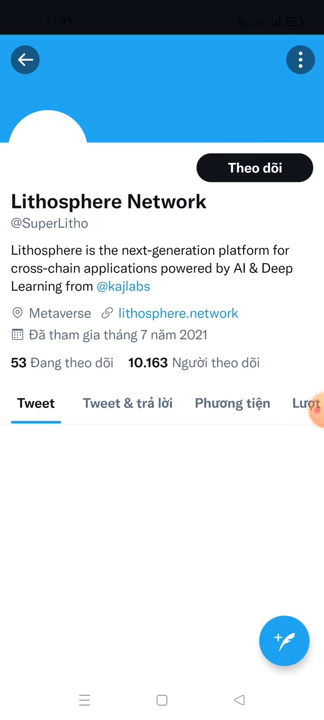 11:49
Theo dõi
Lithosphere Network
@SuperLitho
Lithosphere is the next-generation platform for
cross-chain applications powered by AI & Deep
Learning from @kajlabs
Metaverse lithosphere.network
Đã tham gia tháng 7 năm 2021
53 Đang theo dõi 10.163 Người theo dõi
Tweet Tweet & trả lời Phương tiện Lượt